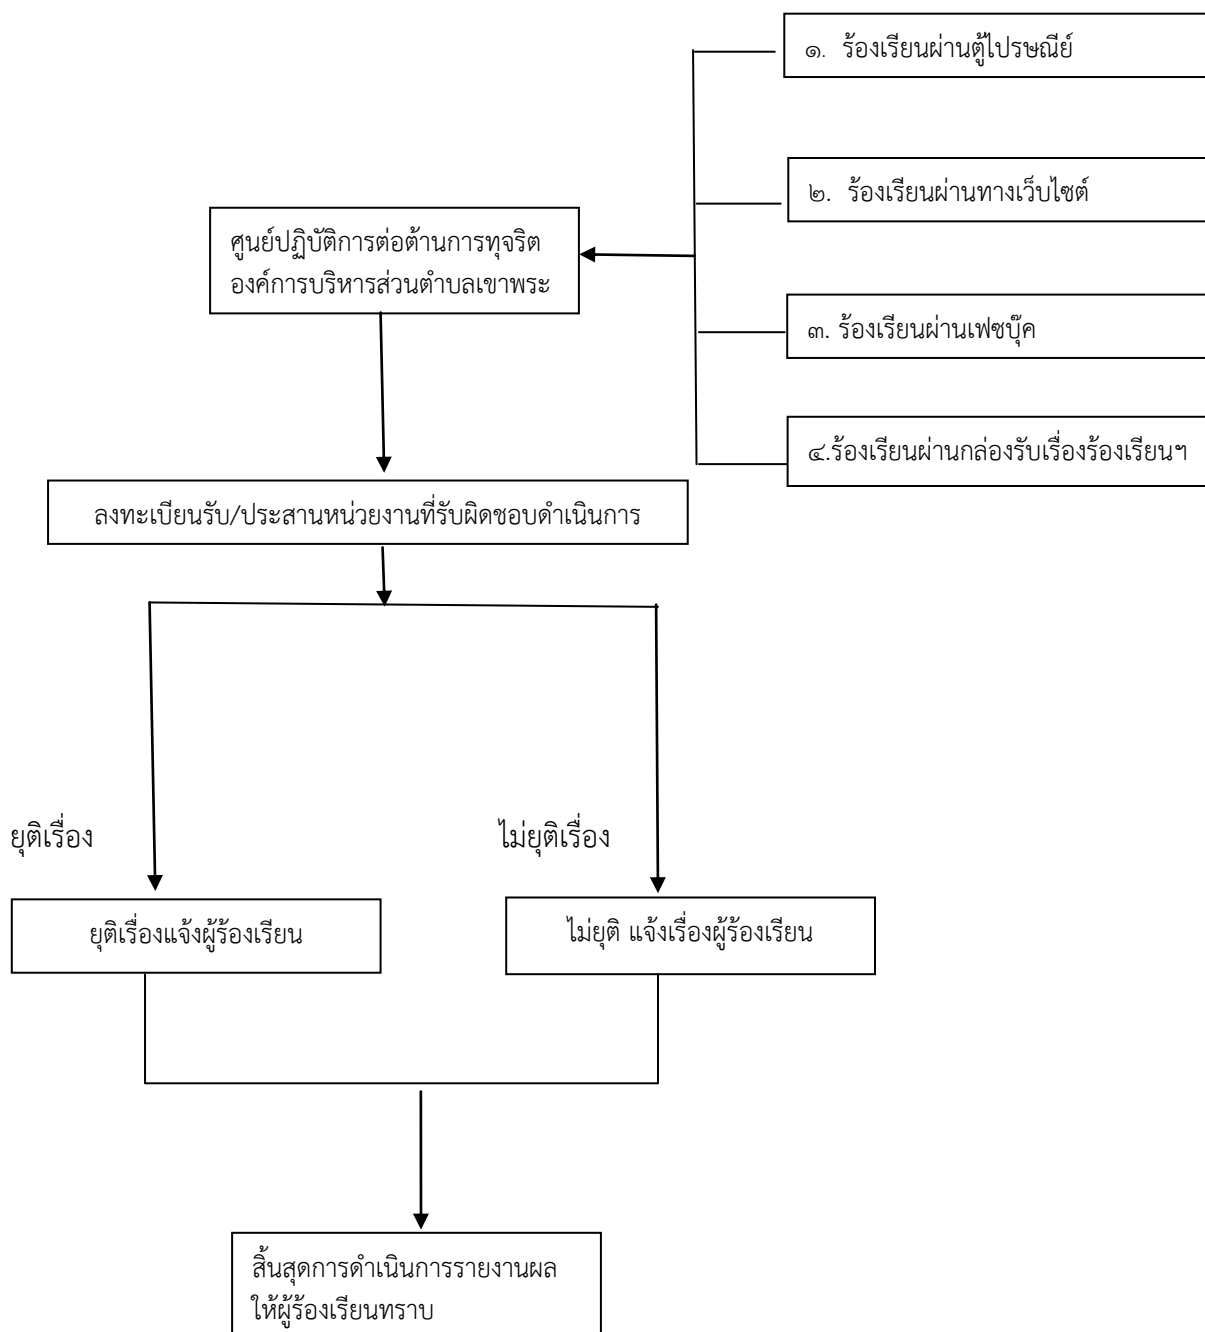 ๑. ร้องเรียนผ่านตู้ไปรษณีย์
๒. ร้องเรียนผ่านทางเว็บไซต์
ศูนย์ปฏิบัติการต่อต้านการทุจริต
องค์การบริหารส่วนตำบลเขาพระ
๓. ร้องเรียนผ่านเฟซบุ๊ค
๔.ร้องเรียนผ่านกล่องรับเรื่องร้องเรียนฯ
ลงทะเบียนรับ/ประสานหน่วยงานที่รับผิดชอบดำเนินการ
ยุติเรื่อง
ไม่ยุติเรื่อง
ยุติเรื่องแจ้งผู้ร้องเรียน
ไม่ยุติ แจ้งเรื่องผู้ร้องเรียน
สิ้นสุดการดำเนินการรายงานผล
ให้ผู้ร้องเรียนทราบ